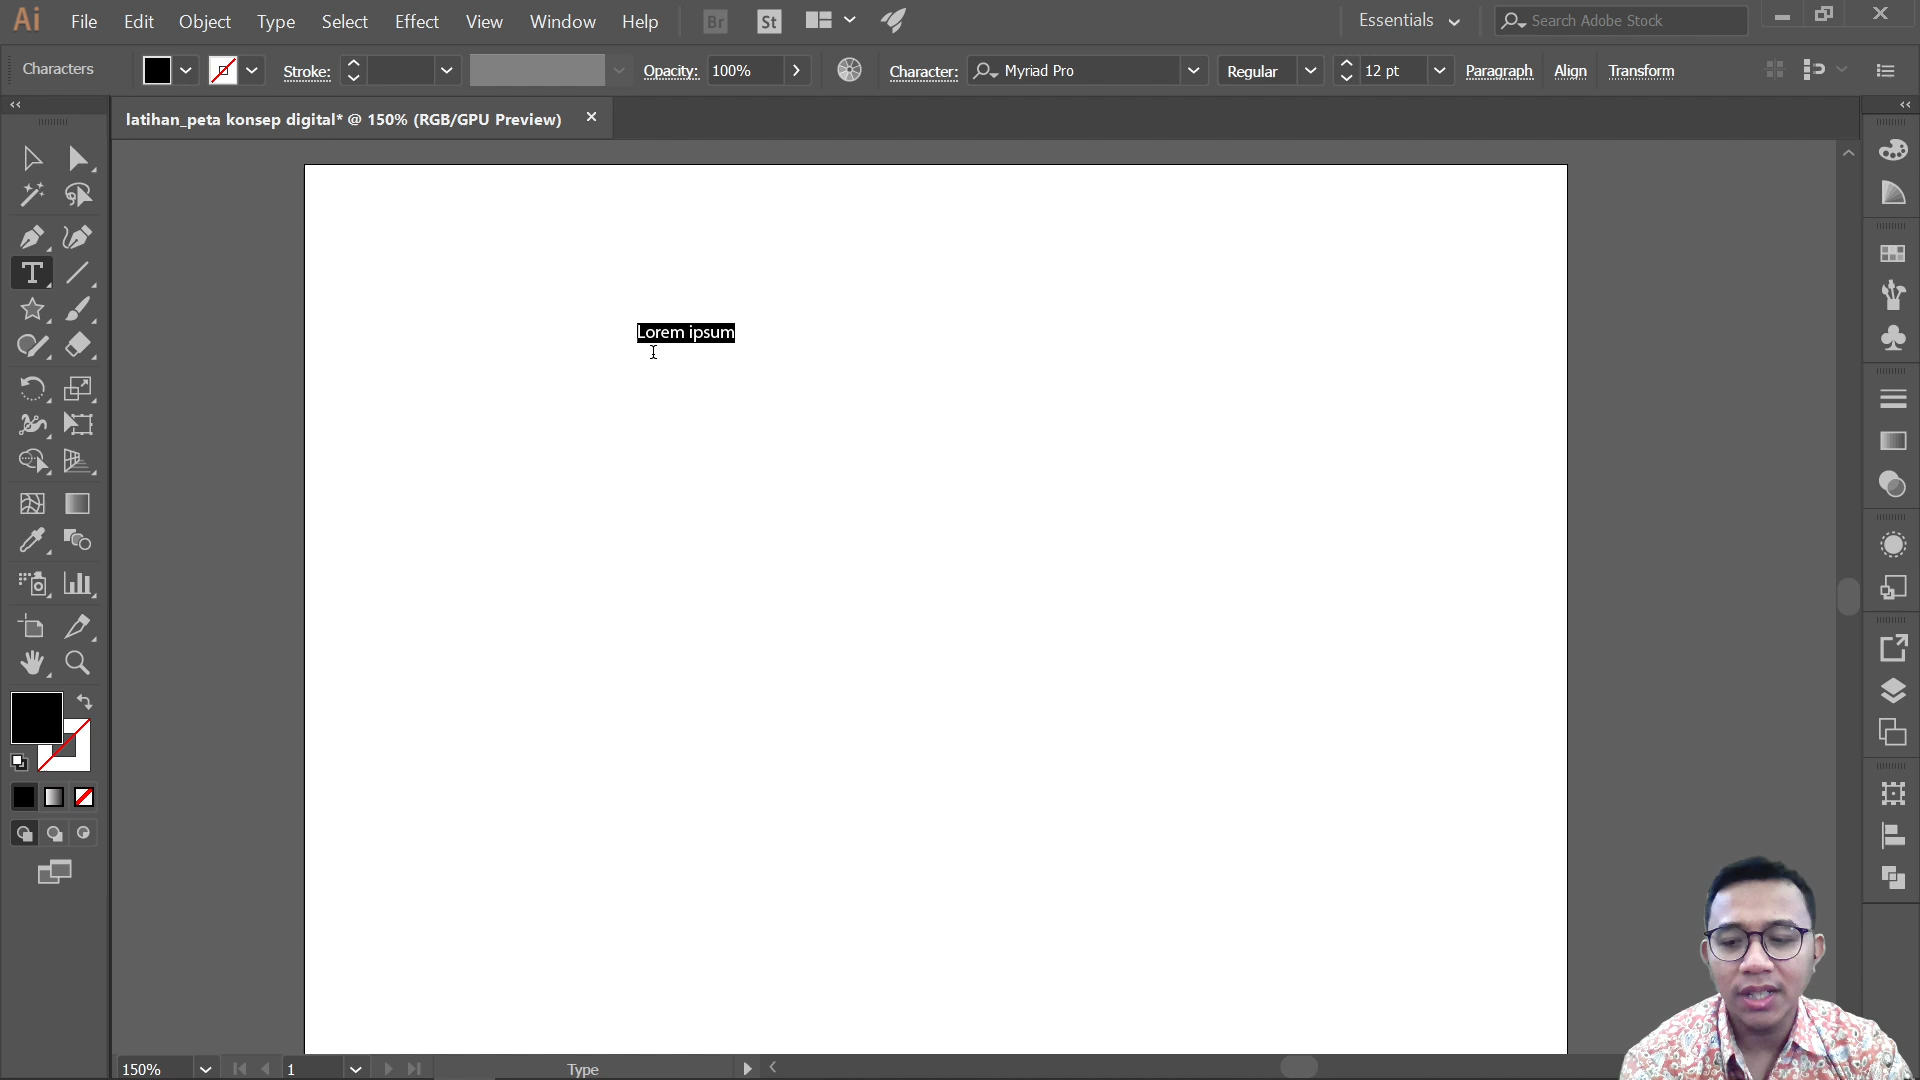 Ai File Edit Object Type Select Effect View Window Help Br St Essentials Search Adobe Stock
Characters Stroke: Opacity: 100% Character: Myriad Pro Regular 12 pt Paragraph Align Transform
latihan_peta konsep digital* @ 150% (RGB/GPU Preview)
Lorem ipsum
150% 1 Type